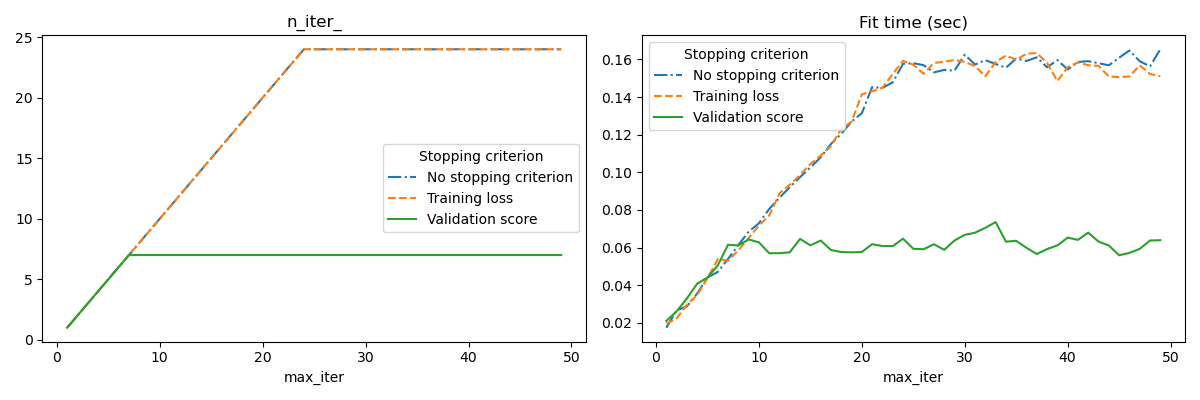 n_iter_
25
20
15
10
5
0
0 10 20 30 40 50
max_iter
Stopping criterion
No stopping criterion
Training loss
Validation score
Fit time (sec)
0.16
0.14
0.12
0.10
0.08
0.06
0.04
0.02
0 10 20 30 40 50
max_iter
Stopping criterion
No stopping criterion
Training loss
Validation score